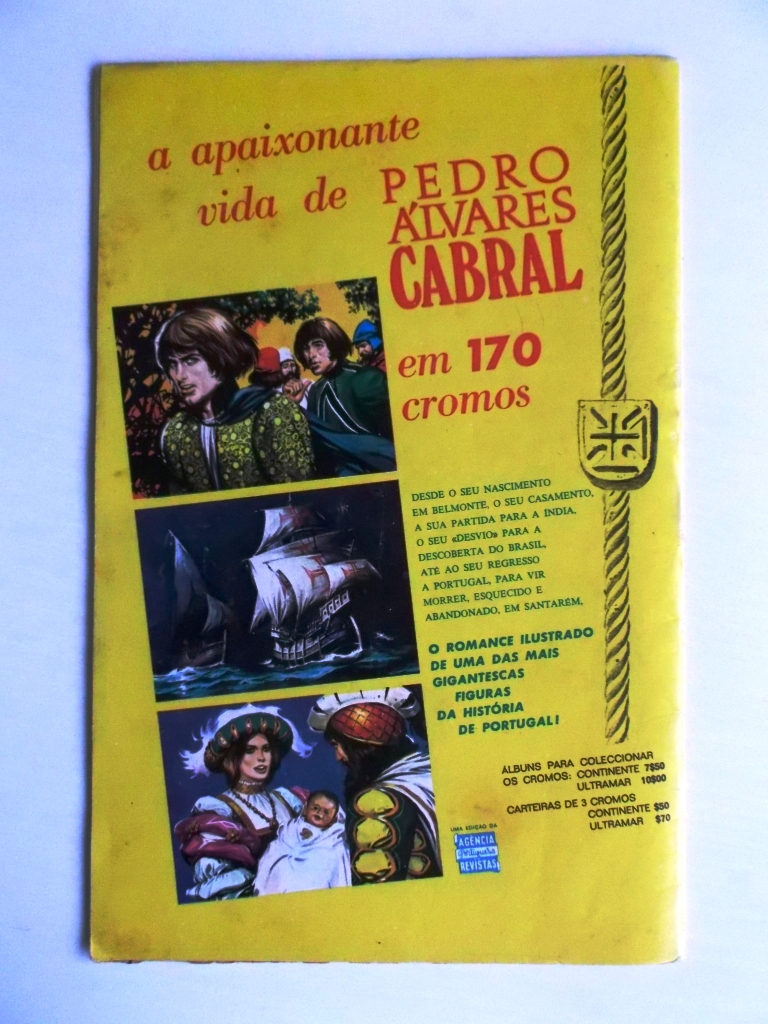 a apaixonante
vida de PEDRO
ÁLVARES
CABRAL
em 170
cromos
DESDE O SEU NASCIMENTO
EM BELMONTE, O SEU CASAMENTO,
A SUA PARTIDA PARA A INDIA,
O SEU «DESVIO» PARA A
DESCOBERTA DO BRASIL,
ATÉ AO SEU REGRESSO
A PORTUGAL, PARA VIR
MORRER, ESQUECIDO E
ABANDONADO, EM SANTARÉM.
O ROMANCE ILUSTRADO
DE UMA DAS MAIS
GIGANTESCAS
FIGURAS
DA HISTÓRIA
DE PORTUGAL!
ÁLBUNS PARA COLECCIONAR
OS CROMOS: CONTINENTE 7$50
ULTRAMAR 10$00
CARTEIRAS DE 3 CROMOS
CONTINENTE $50
ULTRAMAR $70
UMA EDIÇÃO DA
AGÊNCIA
Portuguesa
REVISTAS